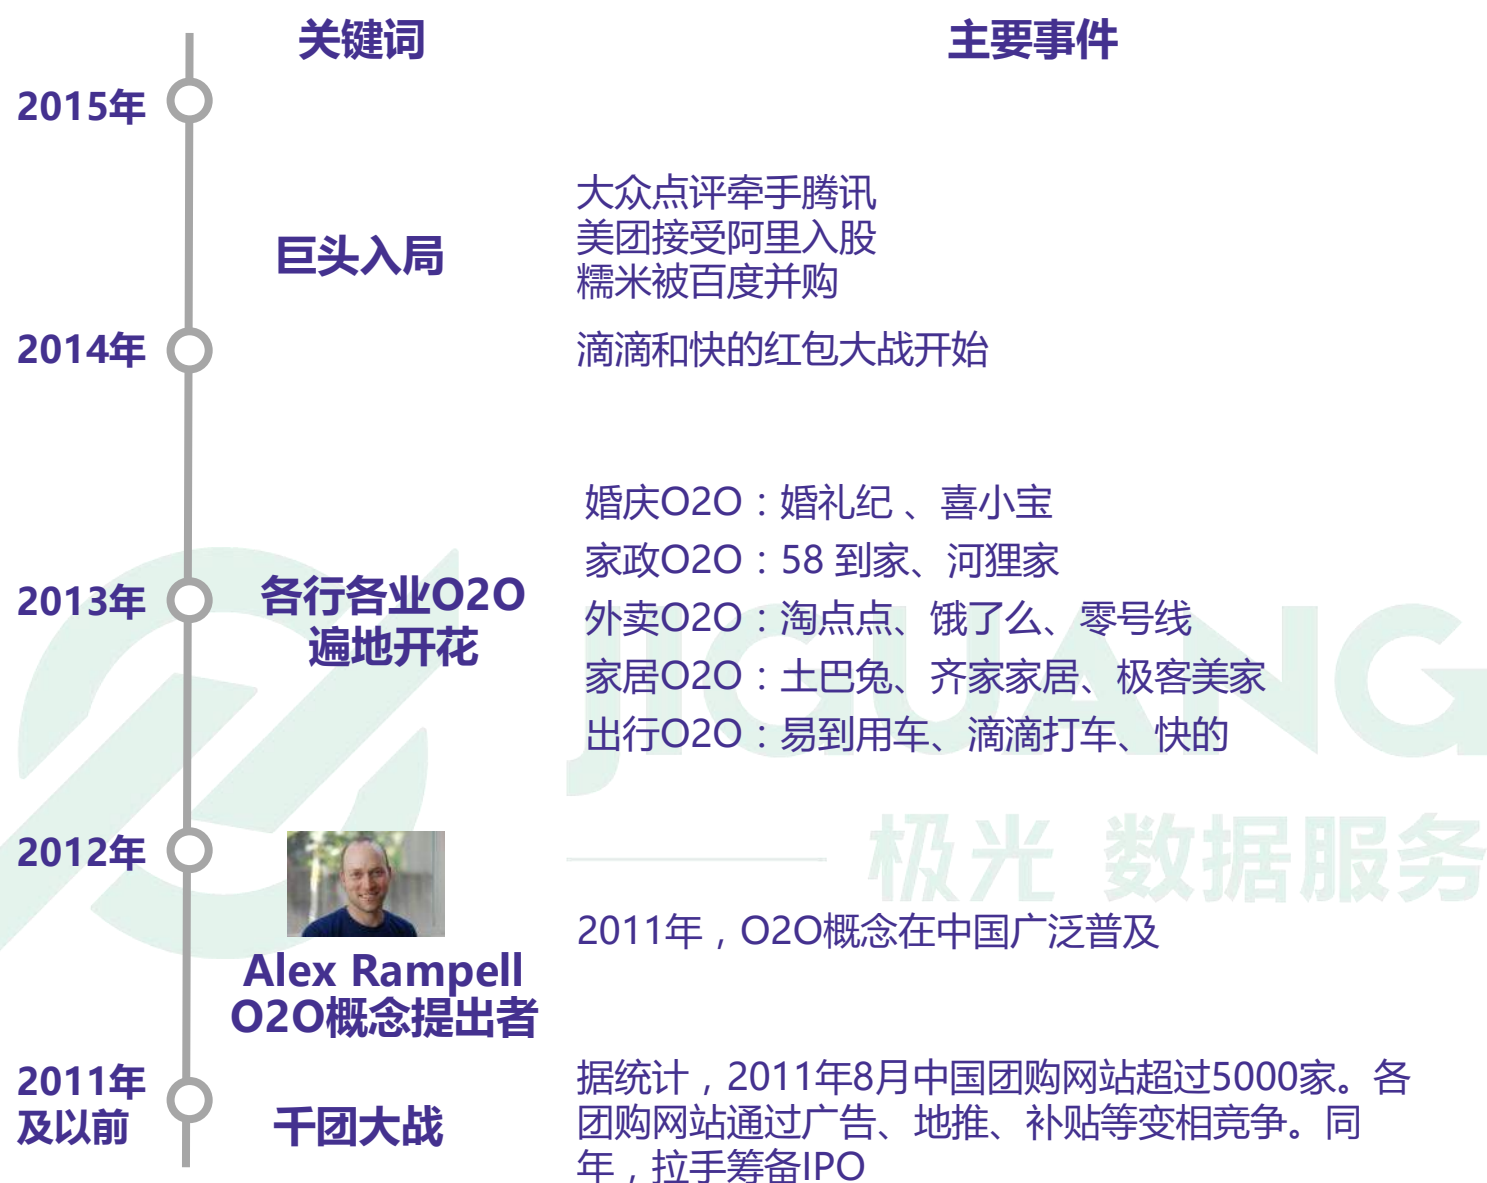 关键词
主要事件
2015年
大众点评牵手腾讯
美团接受阿里入股
糯米被百度并购
巨头入局
2014年
滴滴和快的红包大战开始
婚庆O2O：婚礼纪 、喜小宝
家政O2O：58 到家、河狸家
外卖O2O：淘点点、饿了么、零号线
家居O2O：土巴兔、齐家家居、极客美家
出行O2O：易到用车、滴滴打车、快的
2013年
各行各业O2O
遍地开花
JIGUANG
极光 数据服务
2012年
2011年，O2O概念在中国广泛普及
Alex Rampell
O2O概念提出者
2011年
及以前
千团大战
据统计，2011年8月中国团购网站超过5000家。各
团购网站通过广告、地推、补贴等变相竞争。同
年，拉手筹备IPO